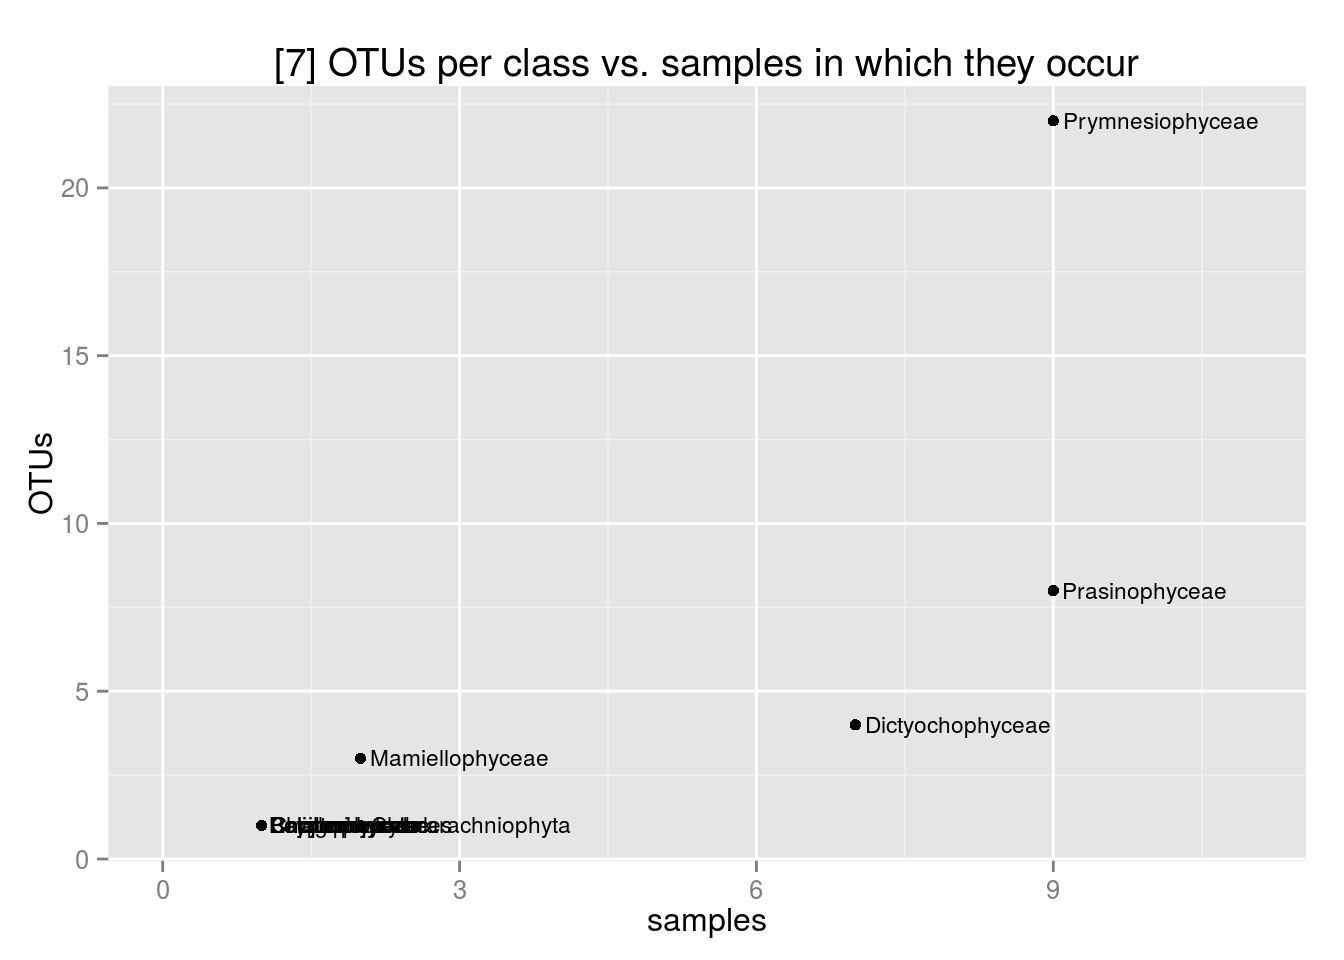 [7] OTUs per class vs. samples in which they occur
Prymnesiophyceae
20
15
OTUs
10
Prasinophyceae
5
Dictyochophyceae
Mamiellophyceae
0
0 3 6 9
samples